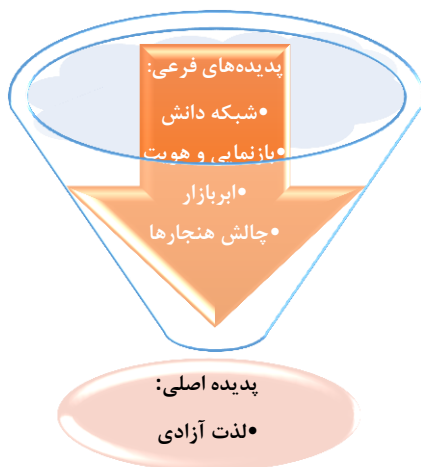 پدیده‌های فرعی:
•شبکه دانش
•بازنمایی و هویت
•ابربازار
•چالش هنجارها
پدیده اصلی:
•لذت آزادی